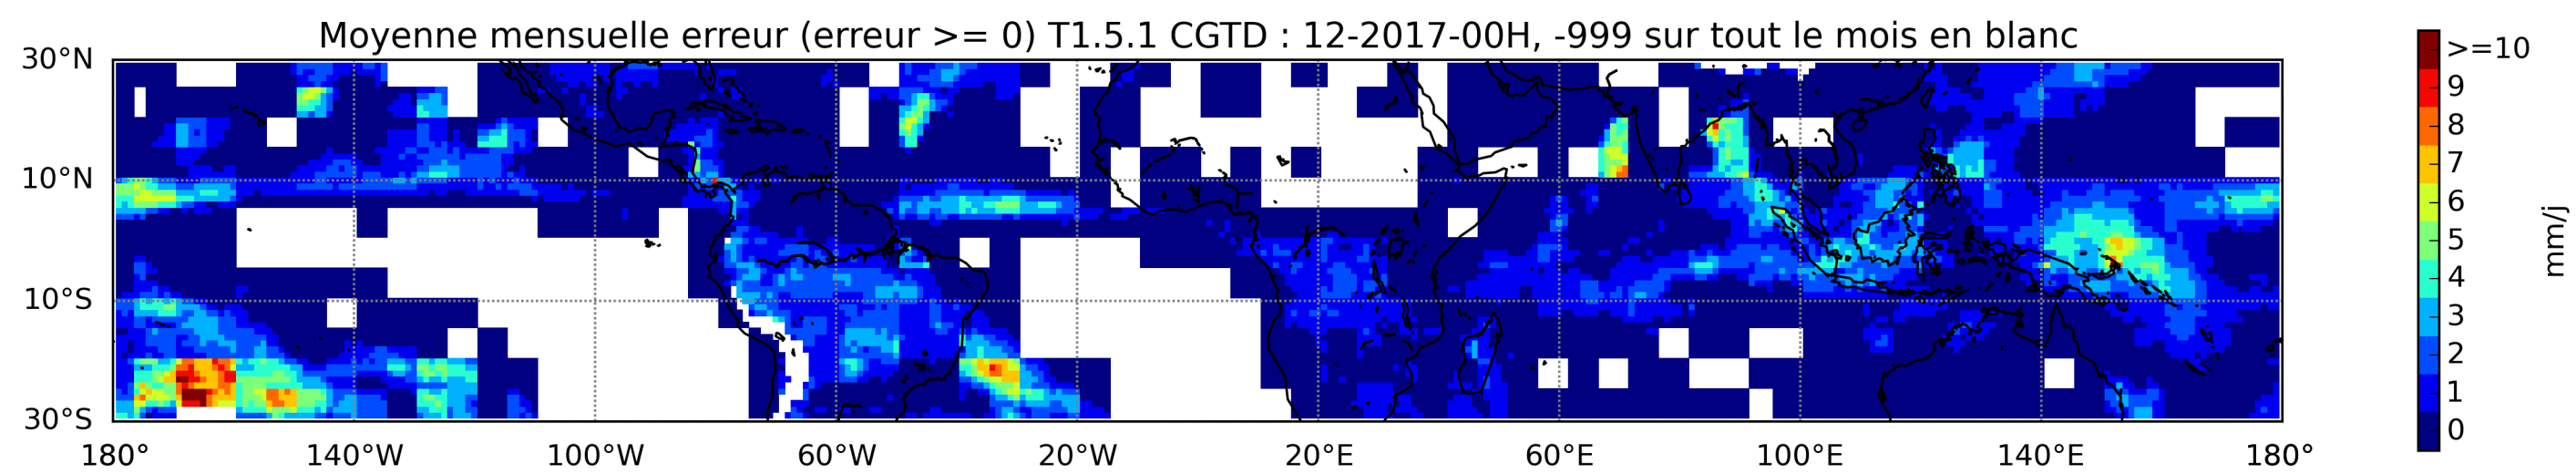 Moyenne mensuelle erreur (erreur >= 0) T1.5.1 CGTD : 12-2017-00H, -999 sur tout le mois en blanc
30°N
10°N
10°S
30°S
180° 140°W 100°W 60°W 20°W 20°E 60°E 100°E 140°E 180°
>=10
9
8
7
6
5
4
3
2
1
0
mm/j